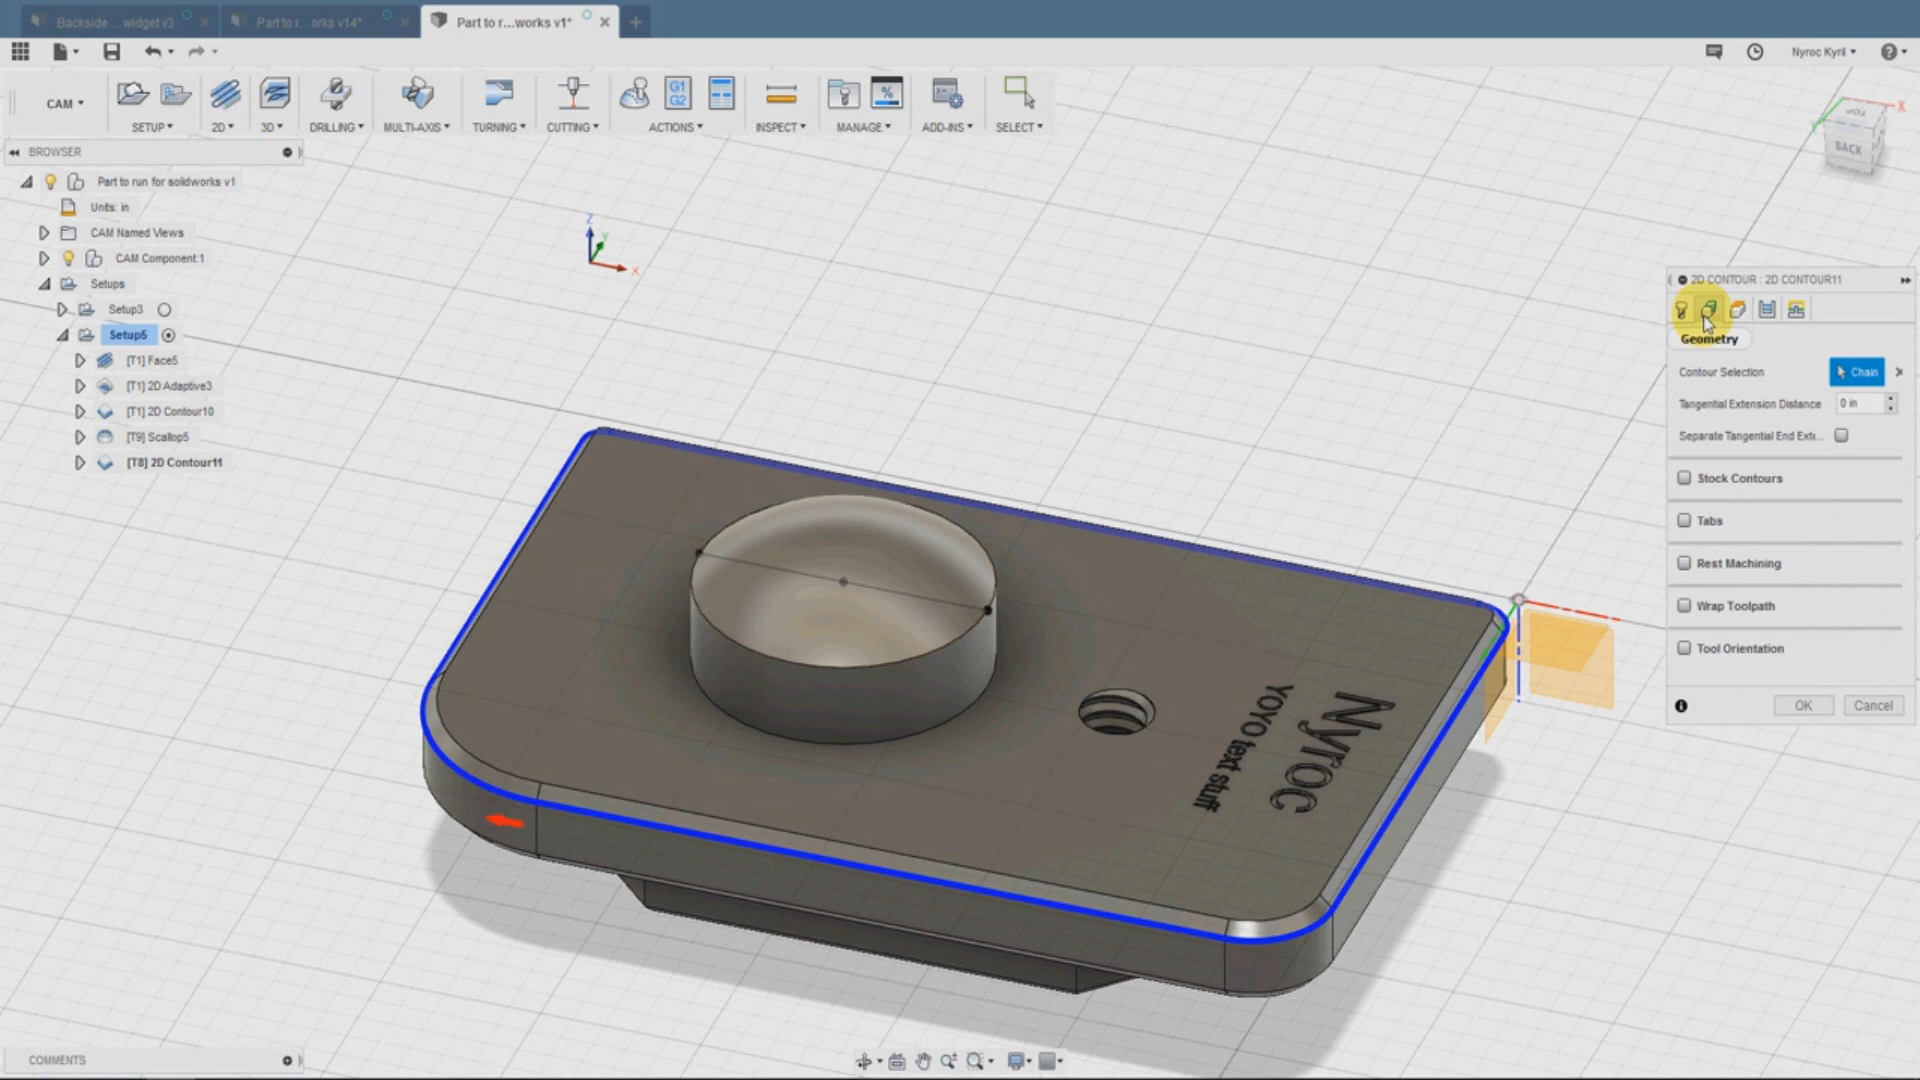 Backside ...widget v3
Part to r...orks v14*
Part to r...works v1*
Nyroc Kyril
CAM
SETUP
2D
3D
DRILLING
MULTI-AXIS
TURNING
CUTTING
G1
G2
ACTIONS
INSPECT
%
MANAGE
ADD-INS
SELECT
BROWSER
Part to run for solidworks v1
Units: in
CAM Named Views
CAM Component:1
Setups
Setup3
Setup5
[T1] Face5
[T1] 2D Adaptive3
[T1] 2D Contour10
[T9] Scallop5
[T8] 2D Contour11
Z
Y
X
X
BACK
2D CONTOUR : 2D CONTOUR11
Geometry
Contour Selection
Chain
Tangential Extension Distance
0 in
Separate Tangential End Exte...
Stock Contours
Tabs
Rest Machining
Wrap Toolpath
Tool Orientation
OK
Cancel
Nyroc
YOYO text stuff
COMMENTS